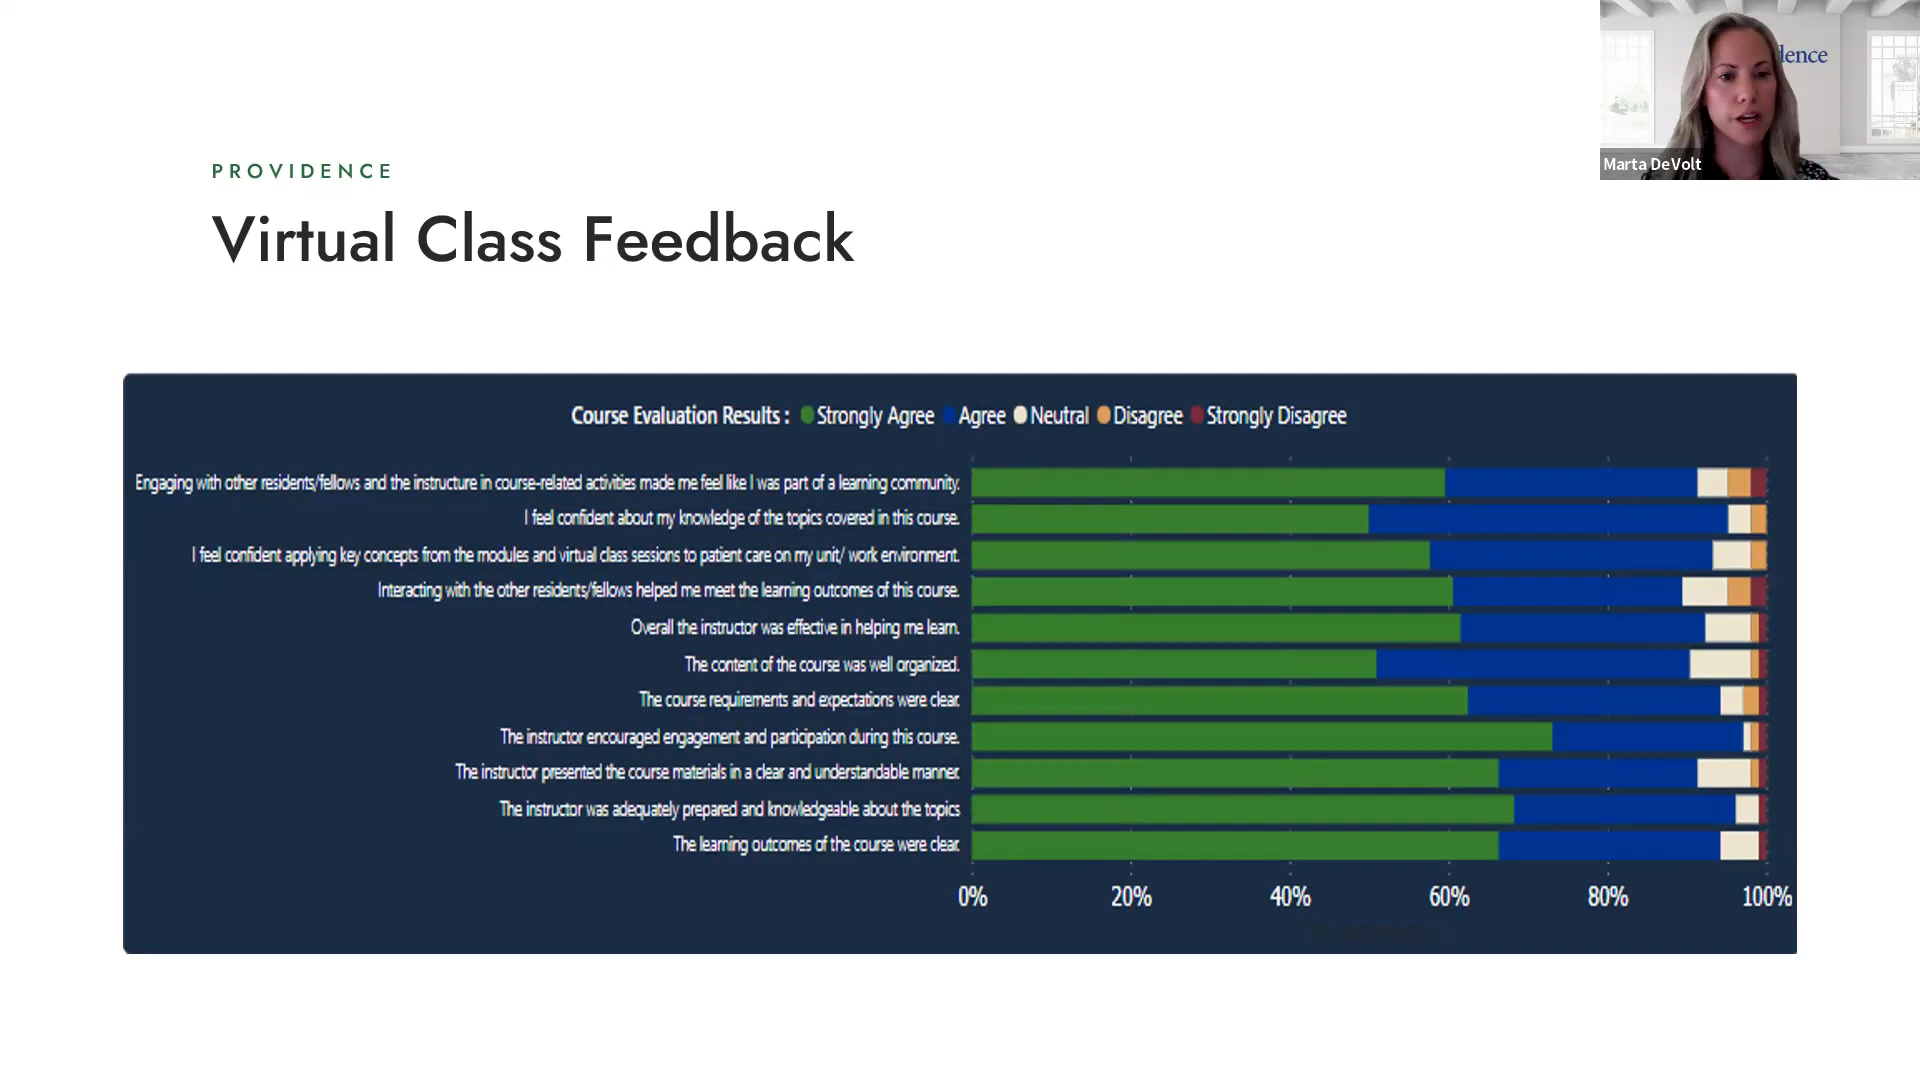 dence
Marta DeVolt
PROVIDENCE
Virtual Class Feedback
Course Evaluation Results : Strongly Agree Agree Neutral Disagree Strongly Disagree
Engaging with other residents/fellows and the instructure in course-related activities made me feel like I was part of a learning community.
I feel confident about my knowledge of the topics covered in this course.
I feel confident applying key concepts from the modules and virtual class sessions to patient care on my unit/ work environment.
Interacting with the other residents/fellows helped me meet the learning outcomes of this course.
Overall the instructor was effective in helping me learn.
The content of the course was well organized.
The course requirements and expectations were clear.
The instructor encouraged engagement and participation during this course.
The instructor presented the course materials in a clear and understandable manner.
The instructor was adequately prepared and knowledgeable about the topics
The learning outcomes of the course were clear.
0% 20% 40% 60% 80% 100%